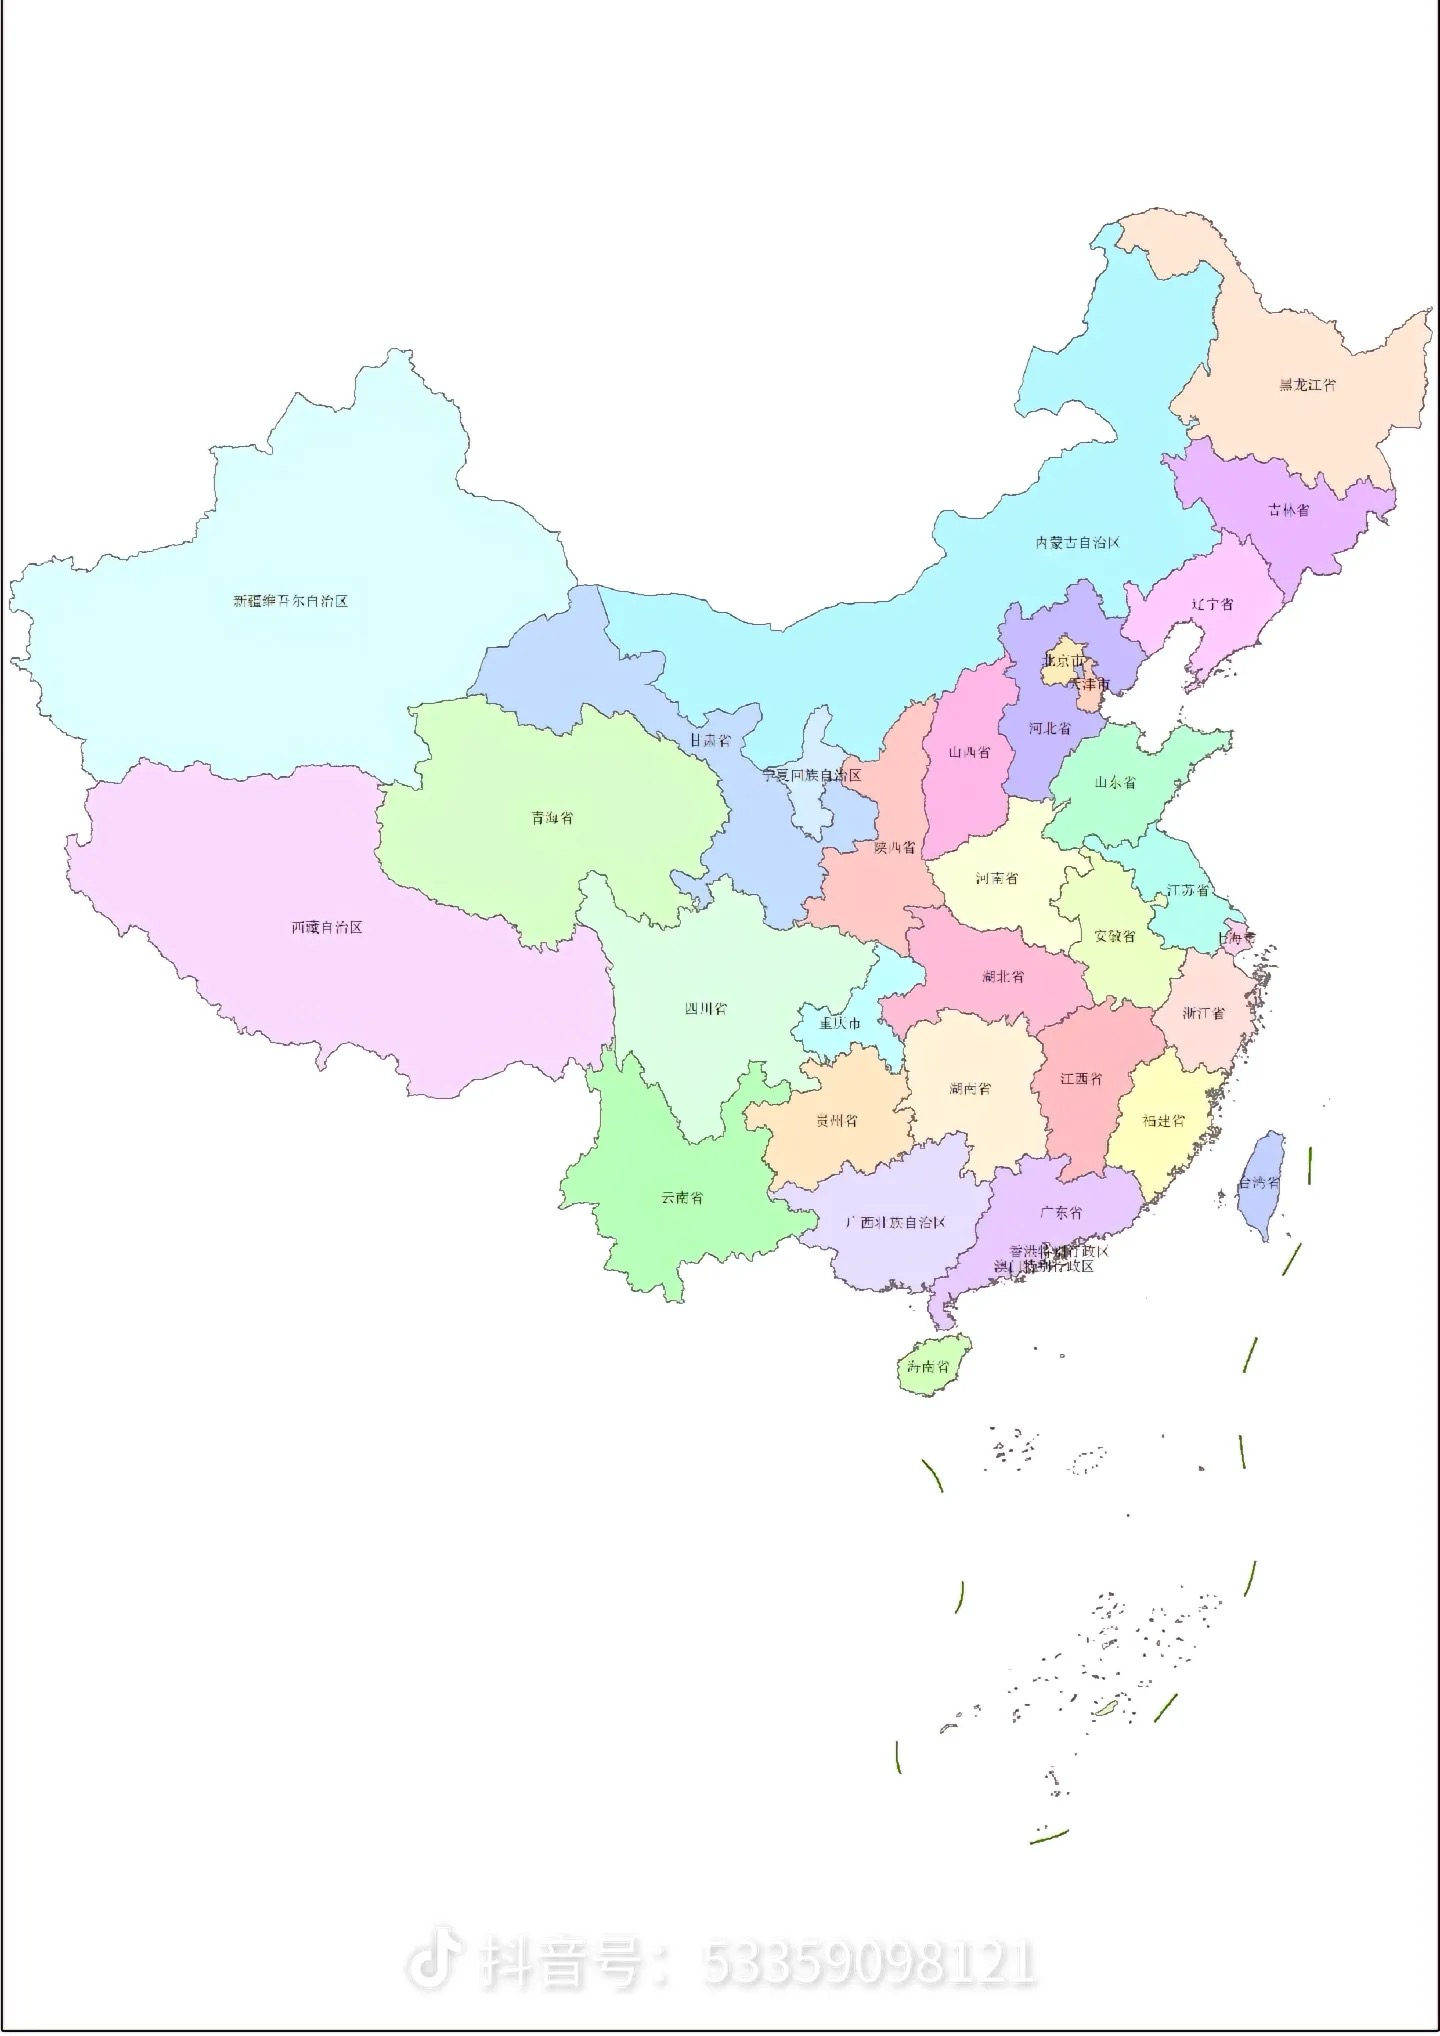 黑龙江省
吉林省
内蒙古自治区
新疆维吾尔自治区
辽宁省
北京市
天津市
河北省
甘肃省
山西省
宁夏回族自治区
山东省
青海省
陕西省
河南省
江苏省
西藏自治区
安徽省
上海市
湖北省
四川省
浙江省
重庆市
江西省
湖南省
贵州省
福建省
台湾省
云南省
广东省
广西壮族自治区
香港特别行政区
澳门特别行政区
海南省
抖音号：53359098121